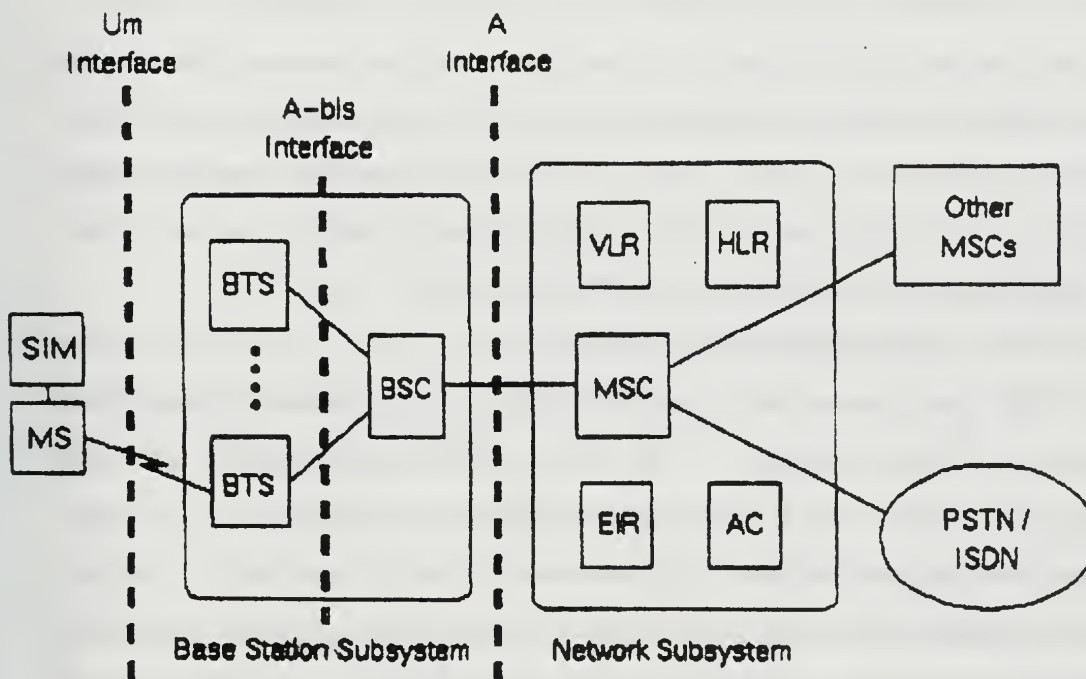 Um
Interface
A
Interface
A-bis
Interface
VLR
HLR
Other
MSCs
BTS
SIM
BSC
MSC
MS
BTS
EIR
AC
PSTN /
ISDN
Base Station Subsystem
Network Subsystem